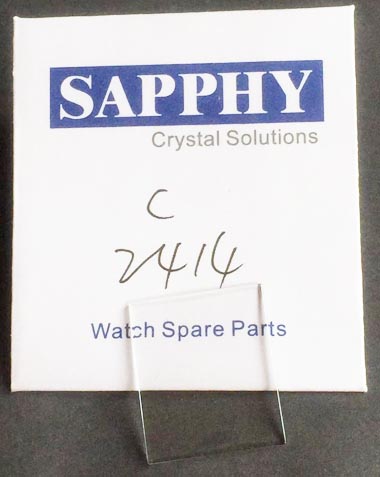 SAPPHY
Crystal Solutions
C
2414
Watch Spare Parts